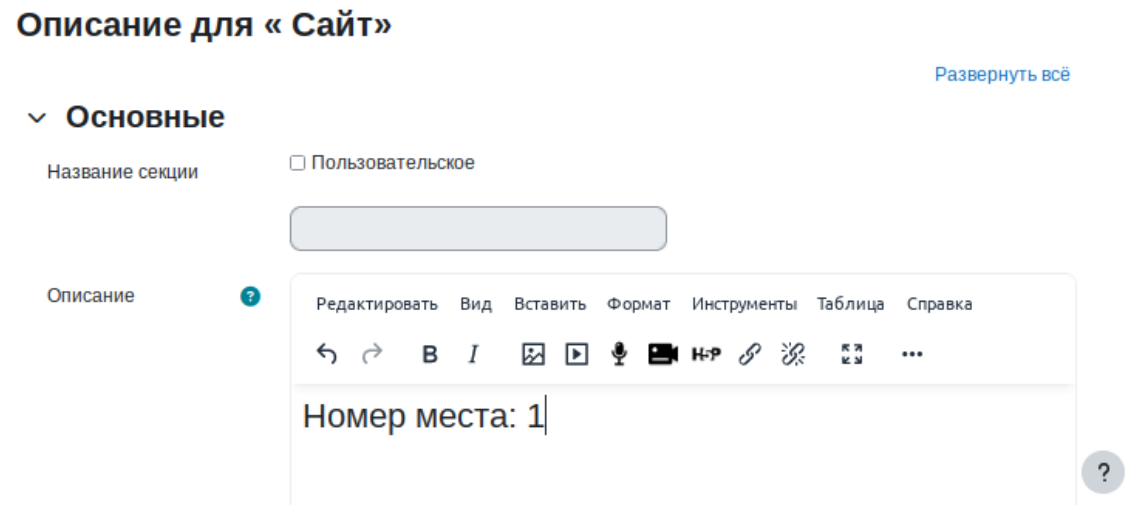 Описание для « Сайт»
Развернуть всё
Основные
Название секции
Пользовательское
Описание
?
Редактировать Вид Вставить Формат Инструменты Таблица Справка
B I H5P
Номер места: 1
?